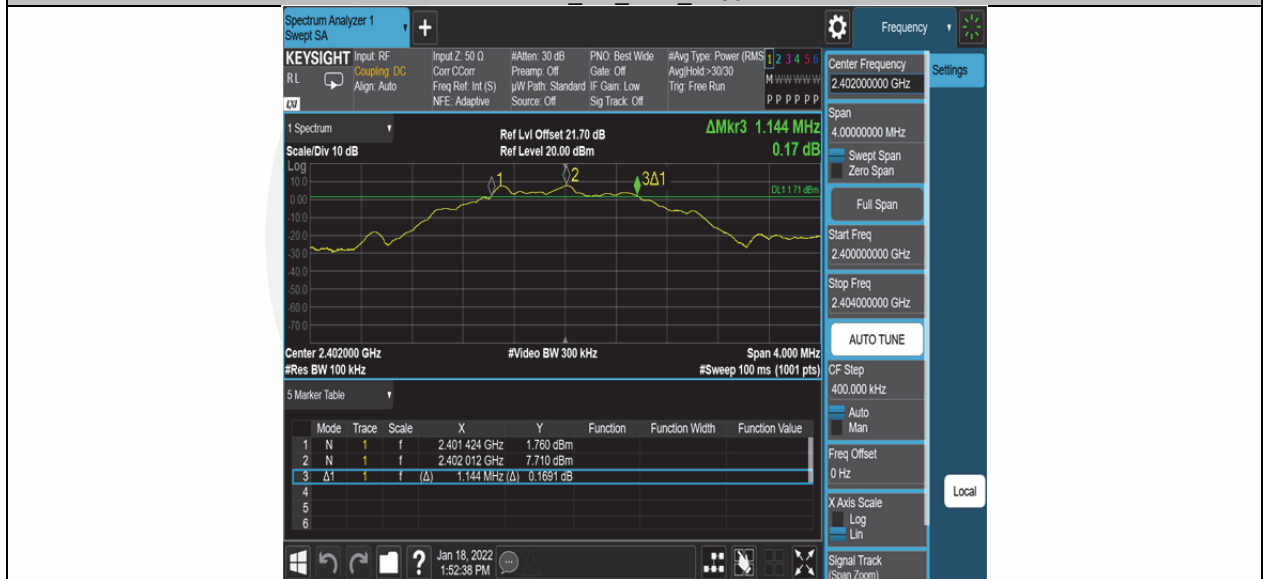 Spectrum Analyzer 1
Swept SA
+
Frequency
KEYSIGHT
RL
LXI
Input: RF
Coupling: DC
Align: Auto
Input Z: 50 Ω
Corr CCorr
Freq Ref: Int (S)
NFE: Adaptive
#Atten: 30 dB
Preamp: Off
µW Path: Standard
Source: Off
PNO: Best Wide
Gate: Off
IF Gain: Low
Sig Track: Off
#Avg Type: Power (RMS
Avg|Hold:>30/30
Trig: Free Run
1 2 3 4 5 6
M W W W W W
P P P P P P
1 Spectrum
Scale/Div 10 dB
Ref Lvl Offset 21.70 dB
Ref Level 20.00 dBm
ΔMkr3 1.144 MHz
0.17 dB
Log
10.0
0.00
-10.0
-20.0
-30.0
-40.0
-50.0
-60.0
-70.0
1
2
3Δ1
DL1 1.71 dBm
Center 2.402000 GHz
#Video BW 300 kHz
Span 4.000 MHz
#Res BW 100 kHz
#Sweep 100 ms (1001 pts)
5 Marker Table
Mode Trace Scale X Y Function Function Width Function Value
1 N 1 f 2.401 424 GHz 1.760 dBm
2 N 1 f 2.402 012 GHz 7.710 dBm
3 Δ1 1 f (Δ) 1.144 MHz (Δ) 0.1691 dB
4
5
6
?
Jan 18, 2022
1:52:38 PM
Center Frequency
2.402000000 GHz
Span
4.00000000 MHz
Swept Span
Zero Span
Full Span
Start Freq
2.400000000 GHz
Stop Freq
2.404000000 GHz
AUTO TUNE
CF Step
400.000 kHz
Auto
Man
Freq Offset
0 Hz
X Axis Scale
Log
Lin
Signal Track
(Span Zoom)
Settings
Local